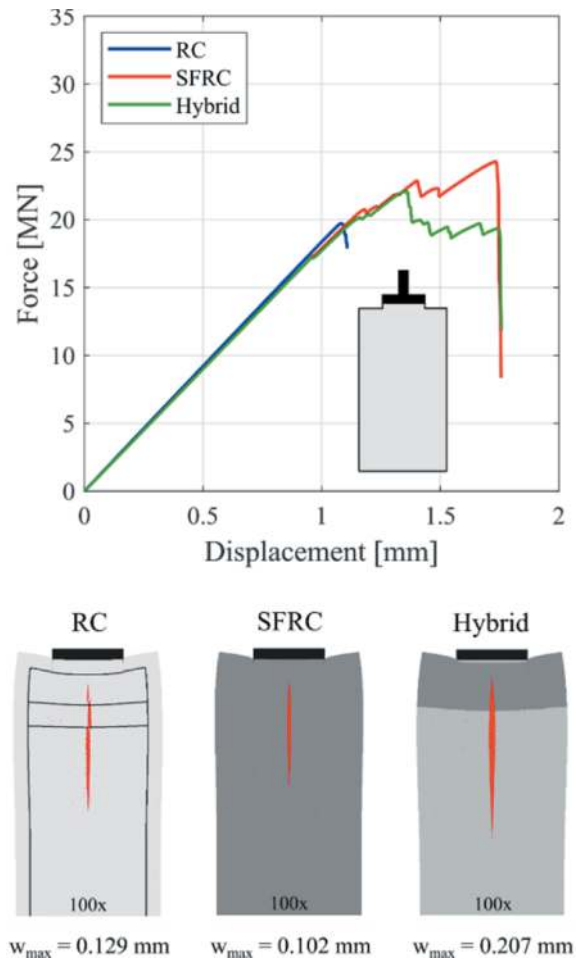 35
30
25
20
15
10
5
0
Force [MN]
RC
SFRC
Hybrid
0 0.5 1 1.5 2
Displacement [mm]
RC SFRC Hybrid
100x 100x 100x
w_max = 0.129 mm w_max = 0.102 mm w_max = 0.207 mm